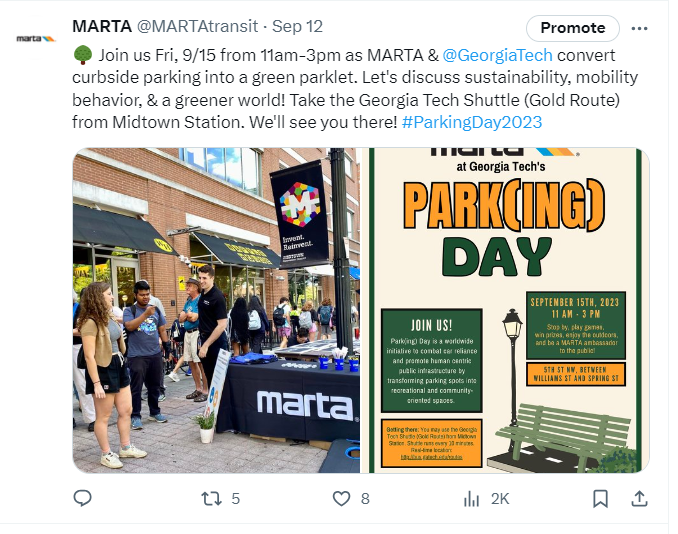 marta
MARTA @MARTAtransit · Sep 12
Promote
Join us Fri, 9/15 from 11am-3pm as MARTA & @GeorgiaTech convert
curbside parking into a green parklet. Let's discuss sustainability, mobility
behavior, & a greener world! Take the Georgia Tech Shuttle (Gold Route)
from Midtown Station. We'll see you there! #ParkingDay2023
M
Invent.
Reinvent.
MIDTOWN
marta
marta
at Georgia Tech's
PARK(ING)
DAY
JOIN US!
Park(ing) Day is a worldwide
initiative to combat car reliance
and promote human centric
public infrastructure by
transforming parking spots into
recreational and community-
oriented spaces.
SEPTEMBER 15TH, 2023
11 AM - 3 PM
Stop by, play games,
win prizes, enjoy the outdoors,
and be a MARTA ambassador
to the public!
5TH ST NW, BETWEEN
WILLIAMS ST AND SPRING ST
Getting there: You may use the Georgia
Tech Shuttle (Gold Route) from Midtown
Station. Shuttle runs every 10 minutes.
Real-time location:
5
8
2K